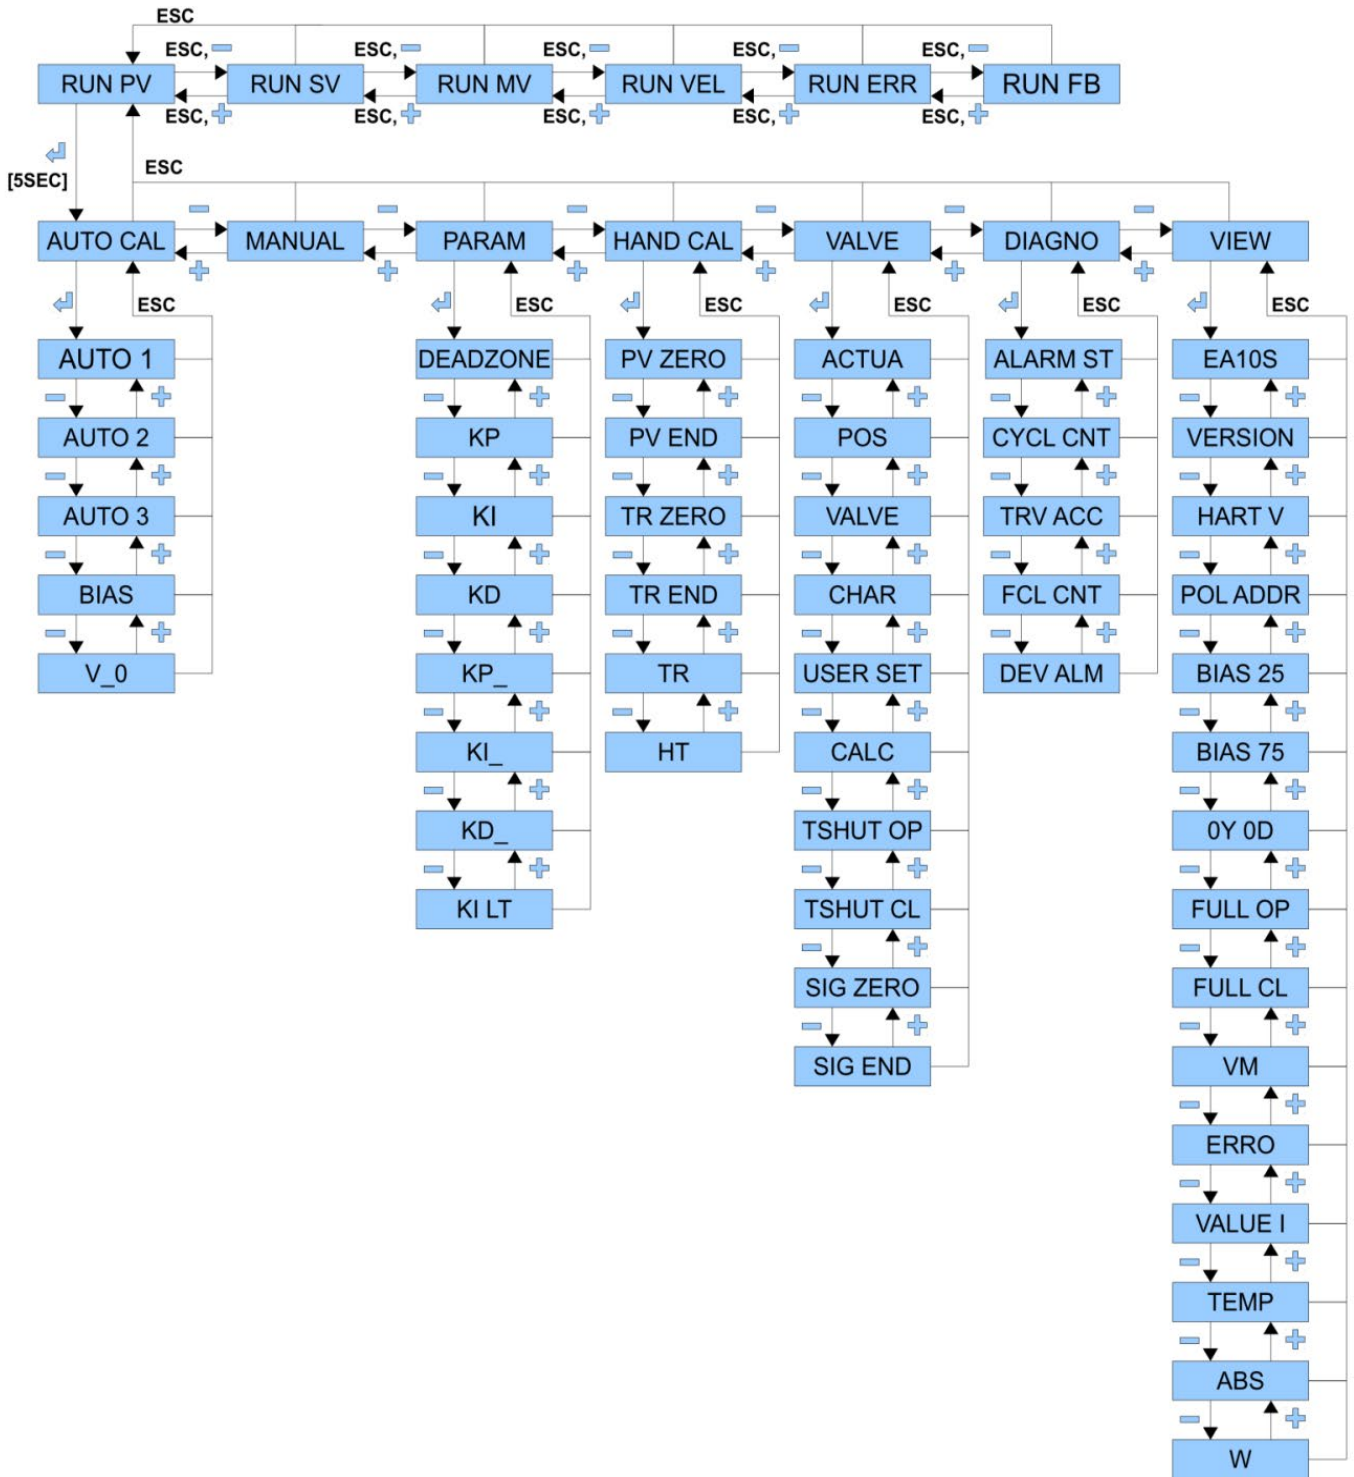 ESC
ESC, ESC, ESC, ESC, ESC,
RUN PV RUN SV RUN MV RUN VEL RUN ERR RUN FB
ESC, ESC, ESC, ESC, ESC,
ESC
[5SEC]
AUTO CAL MANUAL PARAM HAND CAL VALVE DIAGNO VIEW
ESC ESC ESC ESC ESC ESC
AUTO 1 DEADZONE PV ZERO ACTUA ALARM ST EA10S
AUTO 2 KP PV END POS CYCL CNT VERSION
AUTO 3 KI TR ZERO VALVE TRV ACC HART V
BIAS KD TR END CHAR FCL CNT POL ADDR
V_0 KP_ TR USER SET DEV ALM BIAS 25
KI_ HT CALC BIAS 75
KD_ TSHUT OP 0Y 0D
KI LT TSHUT CL FULL OP
SIG ZERO FULL CL
SIG END VM
ERRO
VALUE I
TEMP
ABS
W